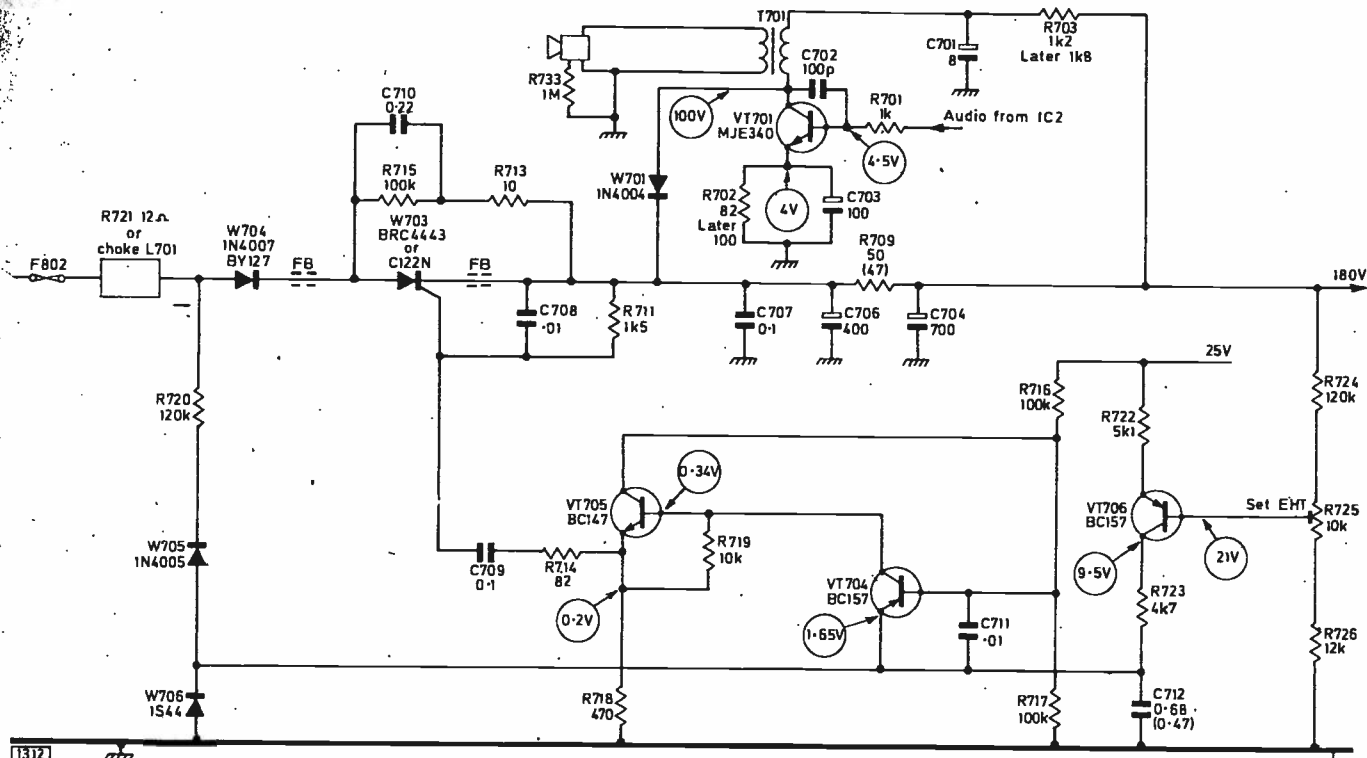 T701
C701
8
R703
1k2
Later 1k8
C702
100p
R733
1M
R701
1k
Audio from IC2
100V
VT701
MJE340
4·5V
C710
0·22
R715
100k
R713
10
W701
1N4004
R702
82
Later
100
4V
C703
100
R721 12Ω
or
choke L701
W704
1N4007
BY127
W703
BRC4443
or
C122N
R709
50
(47)
F802
FB
FB
180V
C708
·01
R711
1k5
C707
0·1
C706
400
C704
700
25V
R720
120k
R716
100k
R722
5k1
R724
120k
0·34V
VT705
BC147
VT706
BC157
Set EHT
R725
10k
W705
1N4005
R719
10k
C709
0·1
R714
82
9·5V
21V
VT704
BC157
R723
4k7
0·2V
1·65V
C711
·01
R726
12k
W706
1S44
R718
470
R717
100k
C712
0·68
(0·47)
1312